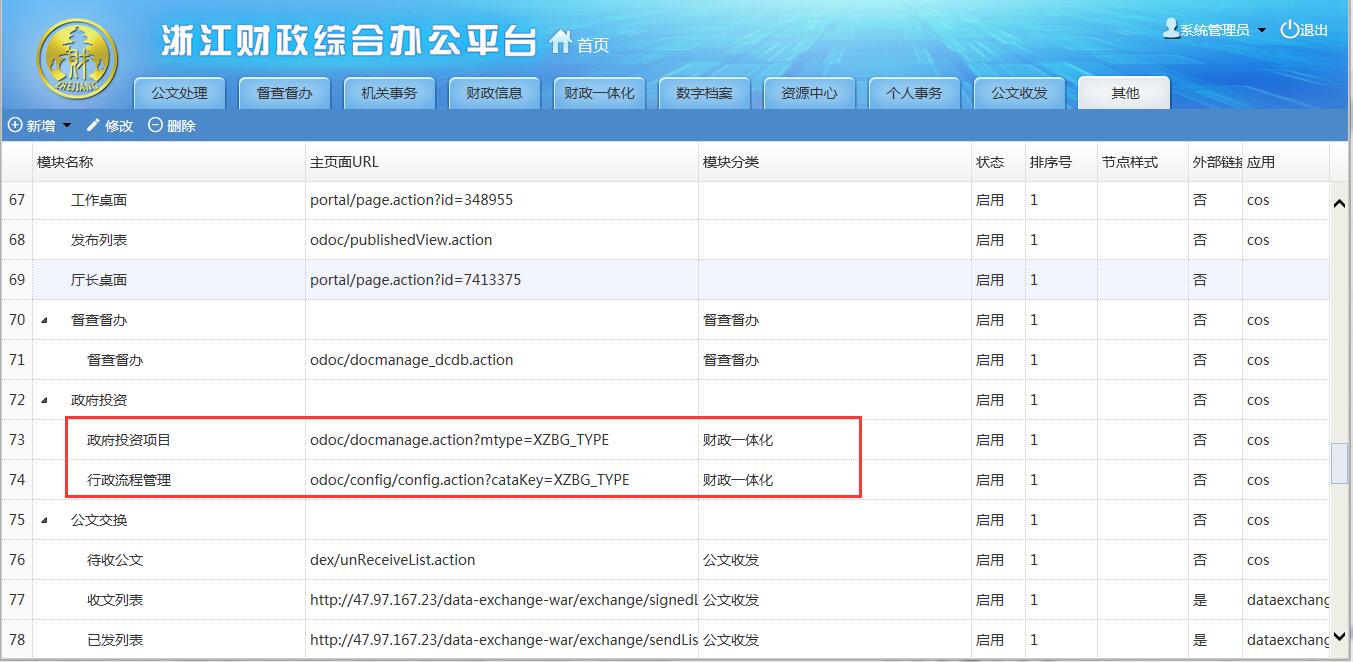 浙江财政综合办公平台 首页 系统管理员 退出
ZHEJIANG
公文处理 督查督办 机关事务 财政信息 财政一体化 数字档案 资源中心 个人事务 公文收发 其他
新增 修改 删除
模块名称 主页面URL 模块分类 状态 排序号 节点样式 外部链接 应用
67 工作桌面 portal/page.action?id=348955 启用 1 否 cos
68 发布列表 odoc/publishedView.action 启用 1 否 cos
69 厅长桌面 portal/page.action?id=7413375 启用 1 否
70 督查督办 督查督办 启用 1 否 cos
71 督查督办 odoc/docmanage_dcdb.action 督查督办 启用 1 否 cos
72 政府投资 启用 1 否 cos
73 政府投资项目 odoc/docmanage.action?mtype=XZBG_TYPE 财政一体化 启用 1 否 cos
74 行政流程管理 odoc/config/config.action?cataKey=XZBG_TYPE 财政一体化 启用 1 否 cos
75 公文交换 启用 1 否 cos
76 待收公文 dex/unReceiveList.action 公文收发 启用 1 否 cos
77 收文列表 http://47.97.167.23/data-exchange-war/exchange/signedL 公文收发 启用 1 是 dataexchang
78 已发列表 http://47.97.167.23/data-exchange-war/exchange/sendLis 公文收发 启用 1 是 dataexchang